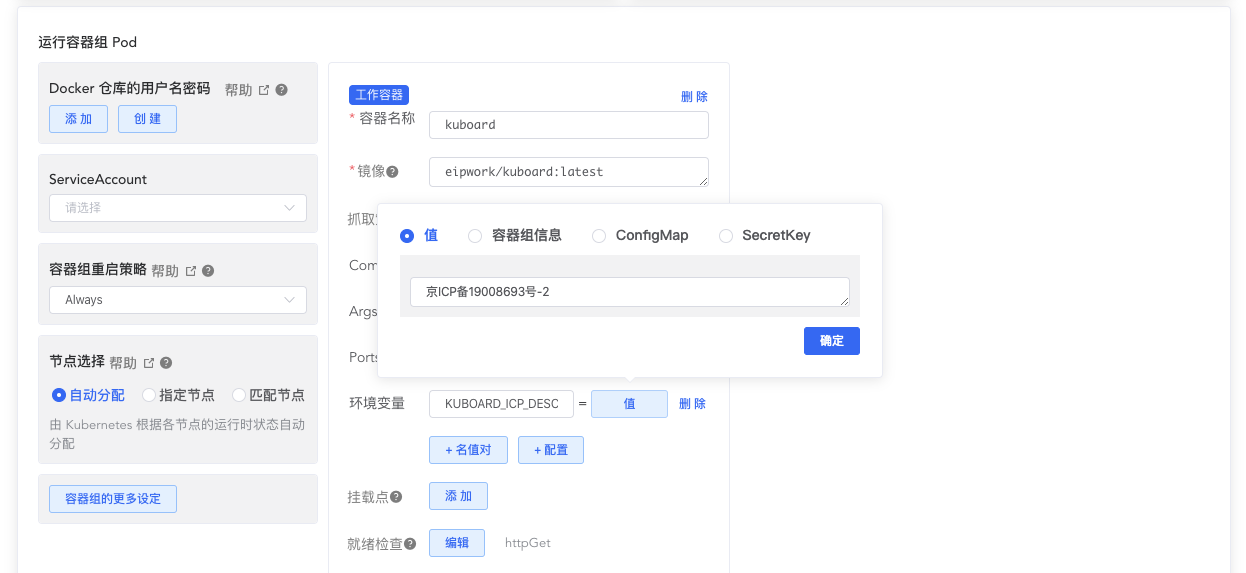 运行容器组 Pod
Docker 仓库的用户名密码 帮助
添 加 创 建
ServiceAccount
请选择
容器组重启策略 帮助
Always
节点选择 帮助
自动分配 指定节点 匹配节点
由 Kubernetes 根据各节点的运行时状态自动
分配
容器组的更多设定
工作容器 删 除
* 容器名称 kuboard
* 镜像 eipwork/kuboard:latest
抓取
Com
Args
Ports
值 容器组信息 ConfigMap SecretKey
京ICP备19008693号-2
确定
环境变量 KUBOARD_ICP_DESC = 值 删 除
+ 名值对 + 配置
挂载点 添 加
就绪检查 编辑 httpGet